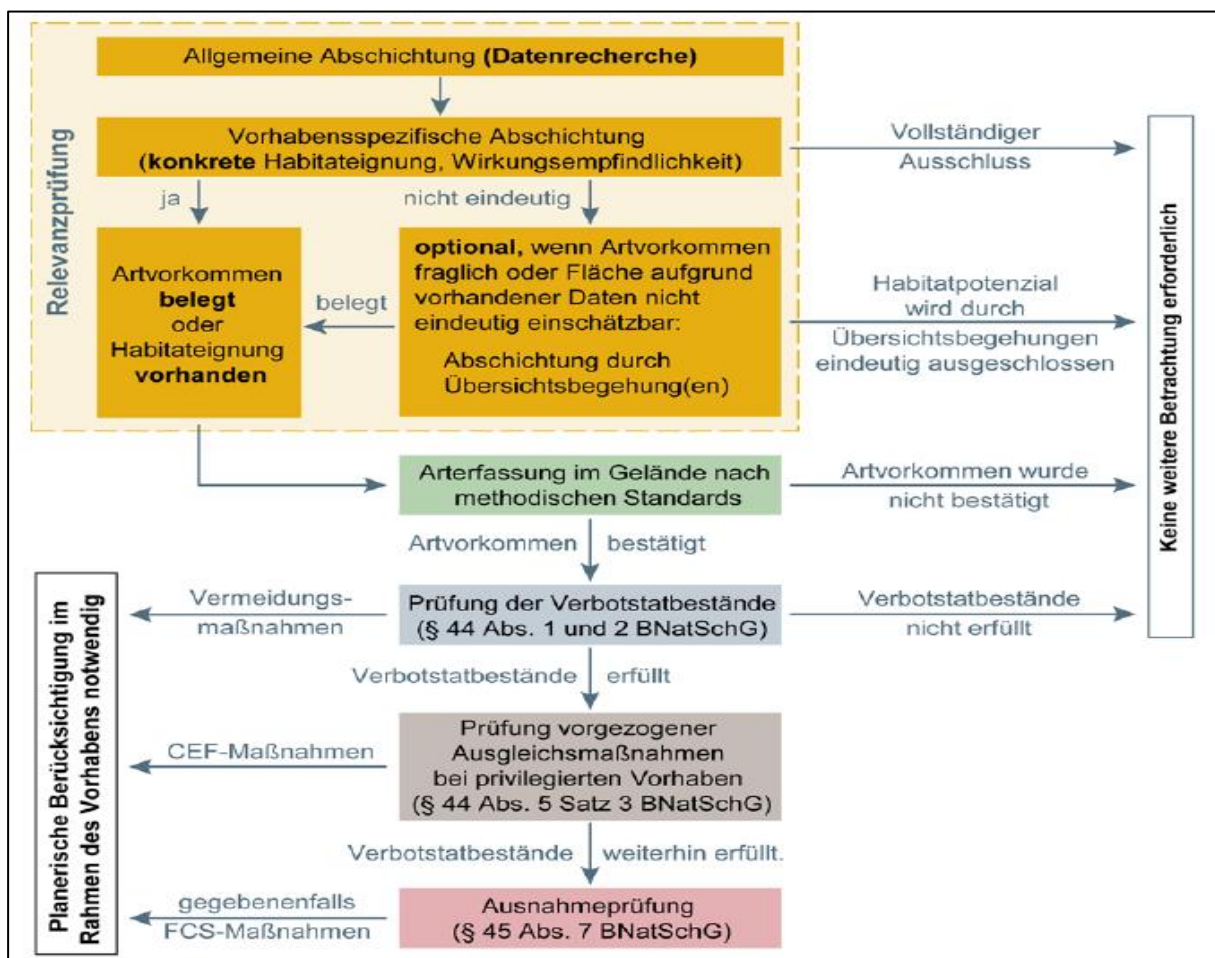 Relevanzprüfung
Allgemeine Abschichtung (Datenrecherche)
Vorhabensspezifische Abschichtung
(konkrete Habitateignung, Wirkungsempfindlichkeit)
Vollständiger
Ausschluss
ja
nicht eindeutig
Artvorkommen
belegt
oder
Habitateignung
vorhanden
belegt
optional, wenn Artvorkommen
fraglich oder Fläche aufgrund
vorhandener Daten nicht
eindeutig einschätzbar:
Abschichtung durch
Übersichtsbegehung(en)
Habitatpotenzial
wird durch
Übersichtsbegehungen
eindeutig ausgeschlossen
Keine weitere Betrachtung erforderlich
Arterfassung im Gelände nach
methodischen Standards
Artvorkommen wurde
nicht bestätigt
Artvorkommen bestätigt
Planerische Berücksichtigung im
Rahmen des Vorhabens notwendig
Vermeidungs-
maßnahmen
Prüfung der Verbotstatbestände
(§ 44 Abs. 1 und 2 BNatSchG)
Verbotstatbestände
nicht erfüllt
Verbotstatbestände erfüllt
CEF-Maßnahmen
Prüfung vorgezogener
Ausgleichsmaßnahmen
bei privilegierten Vorhaben
(§ 44 Abs. 5 Satz 3 BNatSchG)
Verbotstatbestände weiterhin erfüllt.
gegebenenfalls
FCS-Maßnahmen
Ausnahmeprüfung
(§ 45 Abs. 7 BNatSchG)